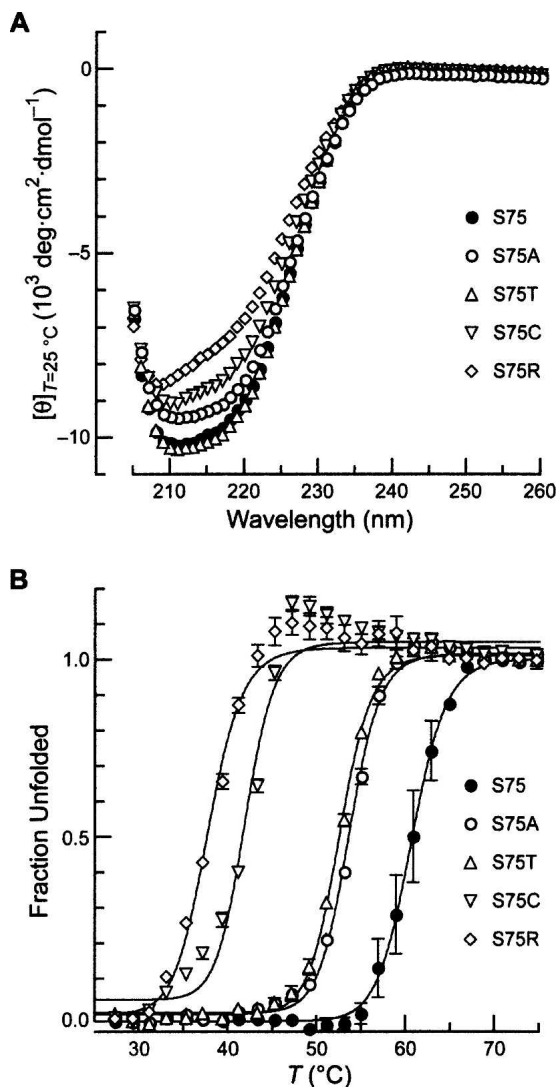 A
[θ]T=25 °C (10³ deg·cm²·dmol⁻¹)
0
−5
−10
S75
S75A
S75T
S75C
S75R
210 220 230 240 250 260
Wavelength (nm)
B
Fraction Unfolded
1.0
0.5
0.0
S75
S75A
S75T
S75C
S75R
30 40 50 60 70
T (°C)